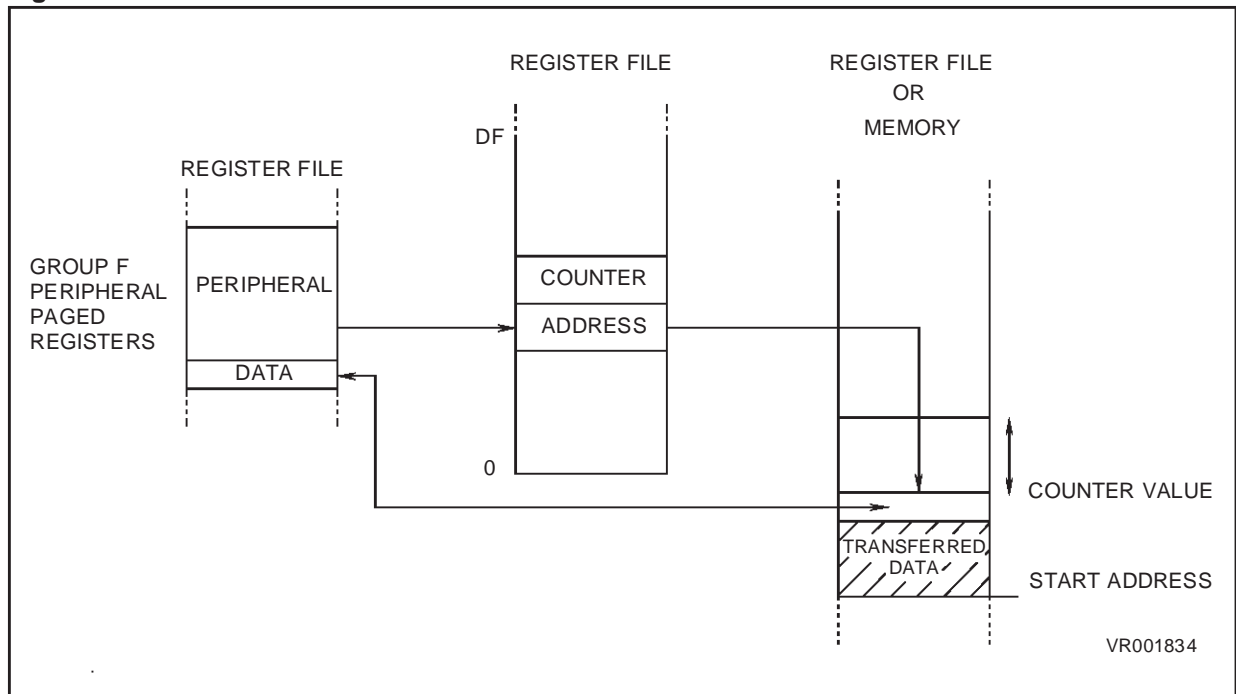 REGISTER FILE
REGISTER FILE
OR
MEMORY
DF
REGISTER FILE
GROUP F
PERIPHERAL
PAGED
REGISTERS
PERIPHERAL
DATA
COUNTER
ADDRESS
0
COUNTER VALUE
TRANSFERRED
DATA
START ADDRESS
VR001834